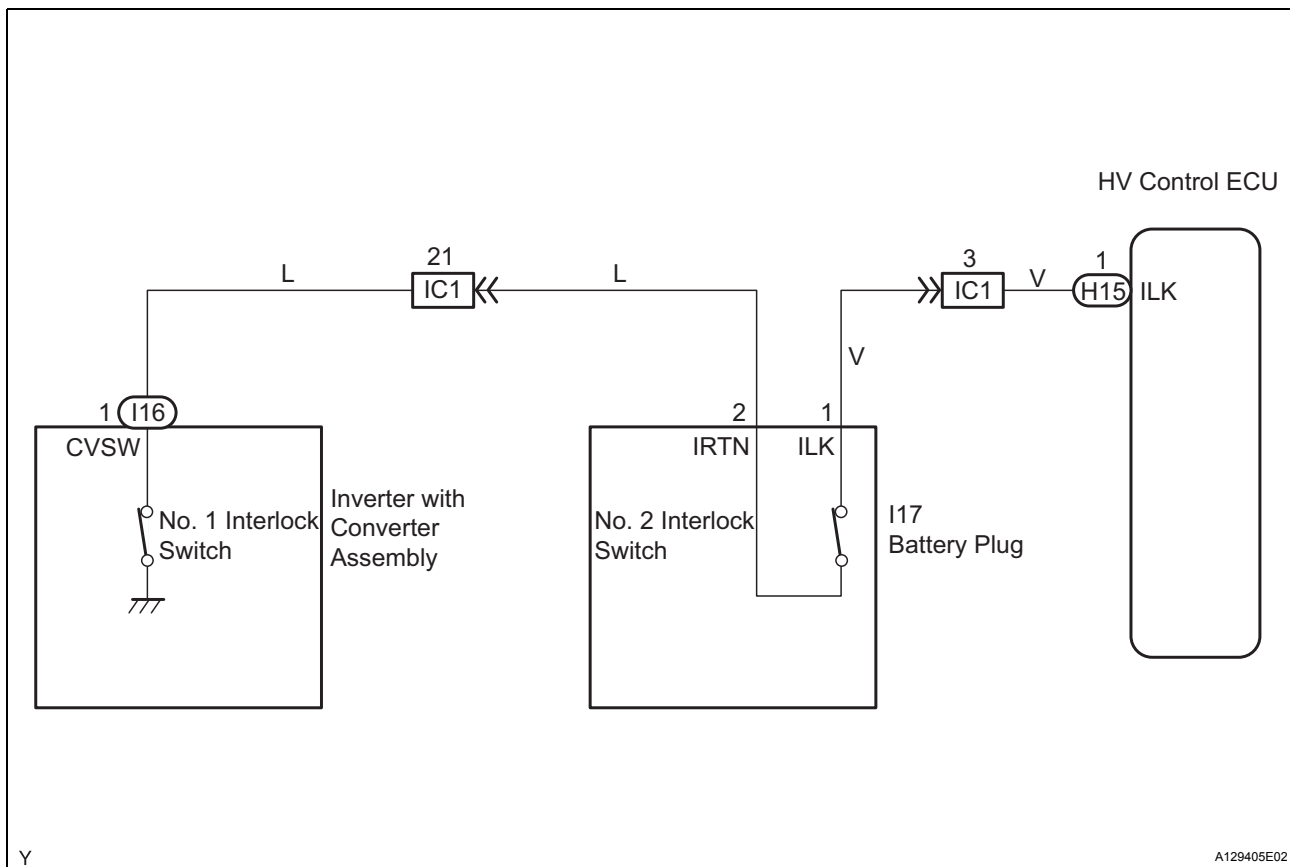 HV Control ECU
21
IC1
L
L
3
IC1
V
1
H15
ILK
V
1
I16
CVSW
No. 1 Interlock
Switch
Inverter with
Converter
Assembly
2
1
IRTN
ILK
No. 2 Interlock
Switch
I17
Battery Plug
Y
A129405E02